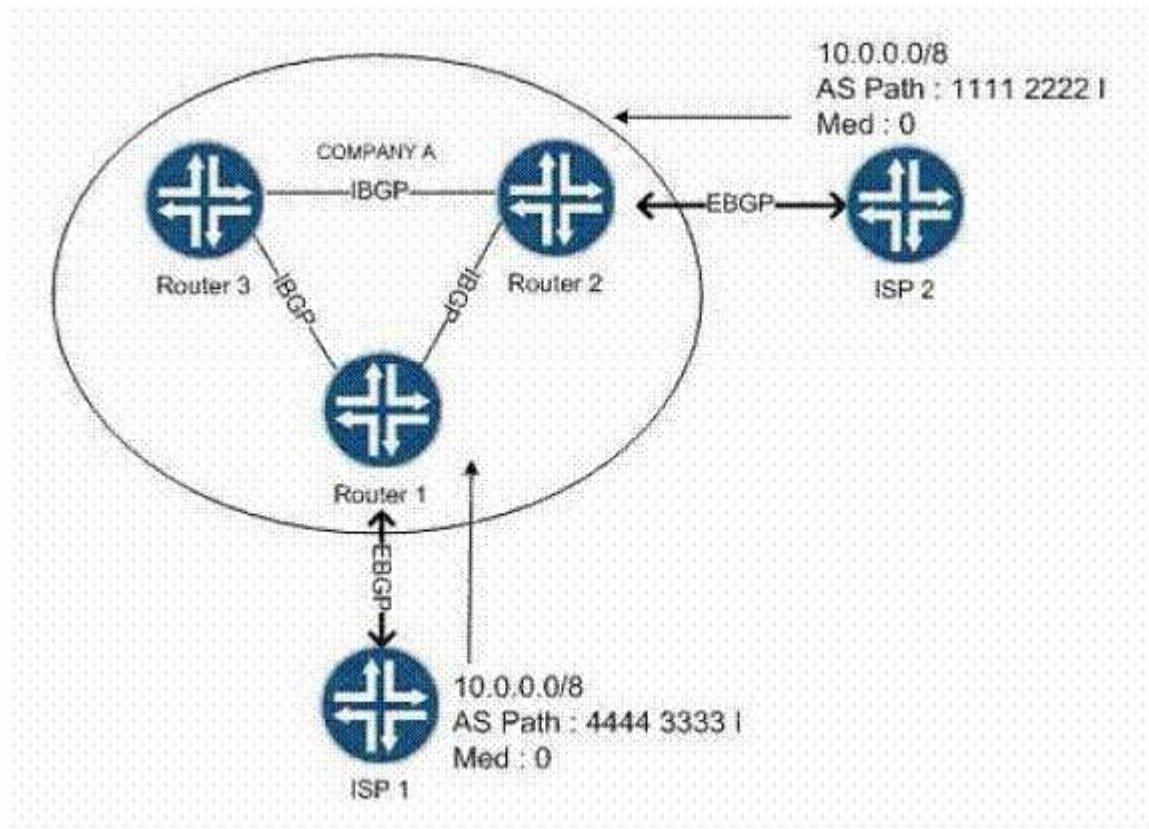 10.0.0.0/8
AS Path : 1111 2222 I
Med : 0
COMPANY A
IBGP
EBGP
Router 3
IBGP
IBGP
Router 2
ISP 2
Router 1
EBGP
10.0.0.0/8
AS Path : 4444 3333 I
Med : 0
ISP 1